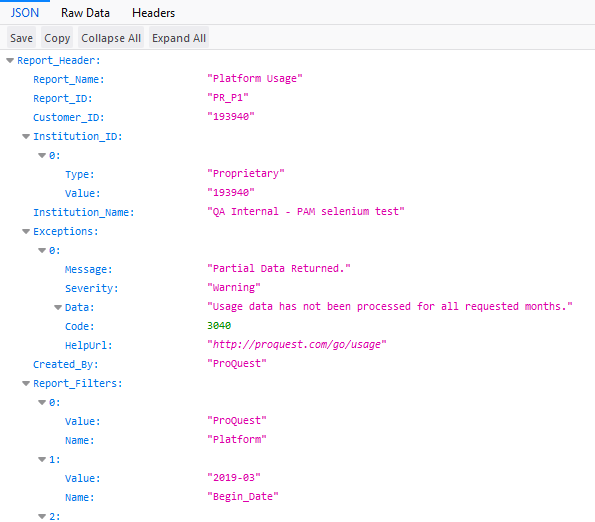 JSON Raw Data Headers
Save Copy Collapse All Expand All
Report_Header:
Report_Name: "Platform Usage"
Report_ID: "PR_P1"
Customer_ID: "193940"
Institution_ID:
0:
Type: "Proprietary"
Value: "193940"
Institution_Name: "QA Internal - PAM selenium test"
Exceptions:
0:
Message: "Partial Data Returned."
Severity: "Warning"
Data: "Usage data has not been processed for all requested months."
Code: 3040
HelpUrl: "http://proquest.com/go/usage"
Created_By: "ProQuest"
Report_Filters:
0:
Value: "ProQuest"
Name: "Platform"
1:
Value: "2019-03"
Name: "Begin_Date"
2: